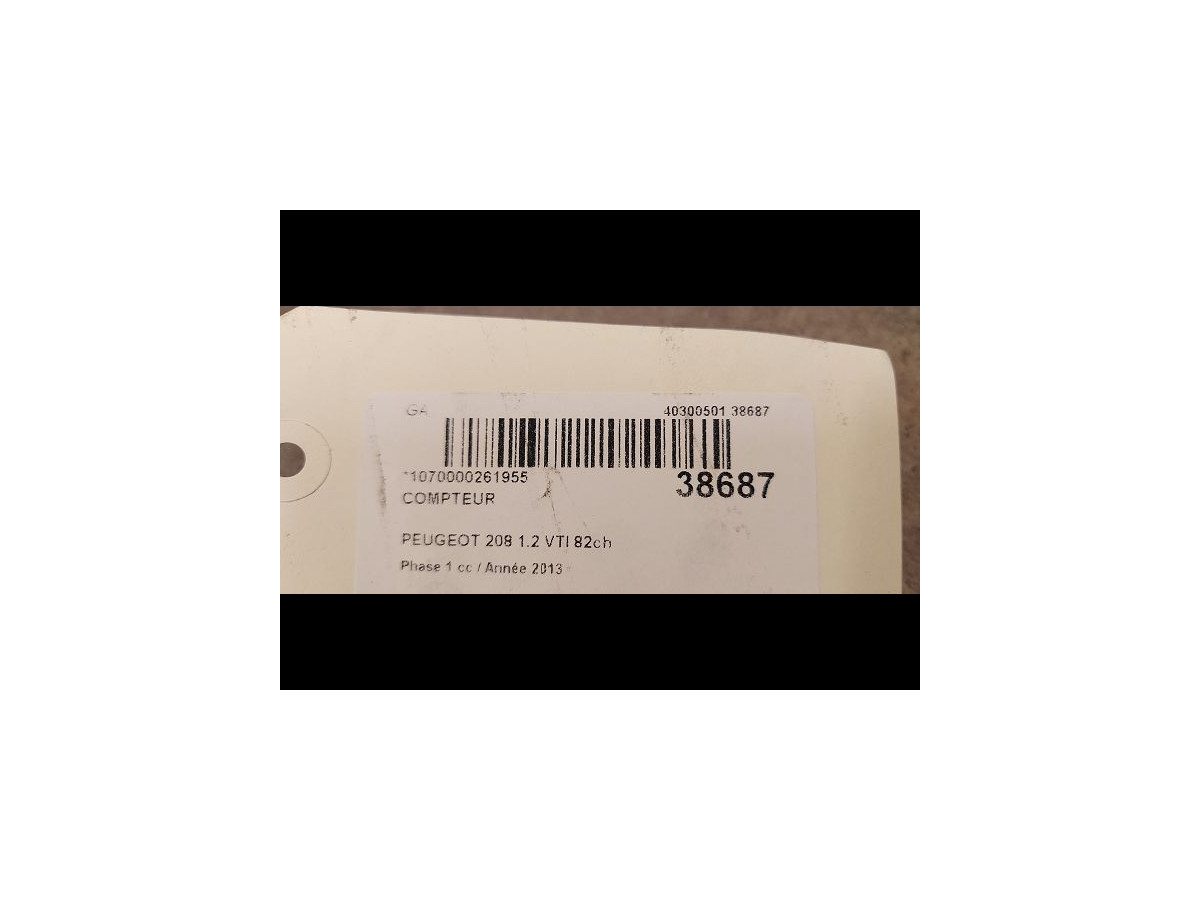 GA 40300501 38687
*1070000261955 38687
COMPTEUR
PEUGEOT 208 1.2 VTI 82ch
Phase 1 cc / Année 2013